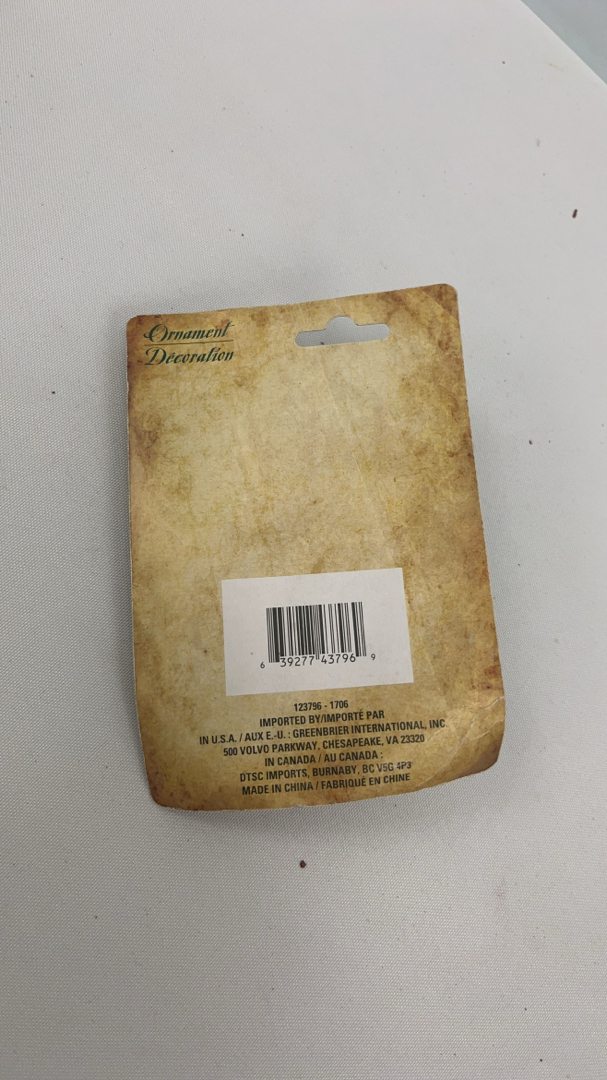 Ornament
Décoration
6 39277 43796 9
123796 - 1706
IMPORTED BY/IMPORTÉ PAR
IN U.S.A. / AUX E.-U. : GREENBRIER INTERNATIONAL, INC.
500 VOLVO PARKWAY, CHESAPEAKE, VA 23320
IN CANADA / AU CANADA :
DTSC IMPORTS, BURNABY, BC V5G 4P3
MADE IN CHINA / FABRIQUÉ EN CHINE